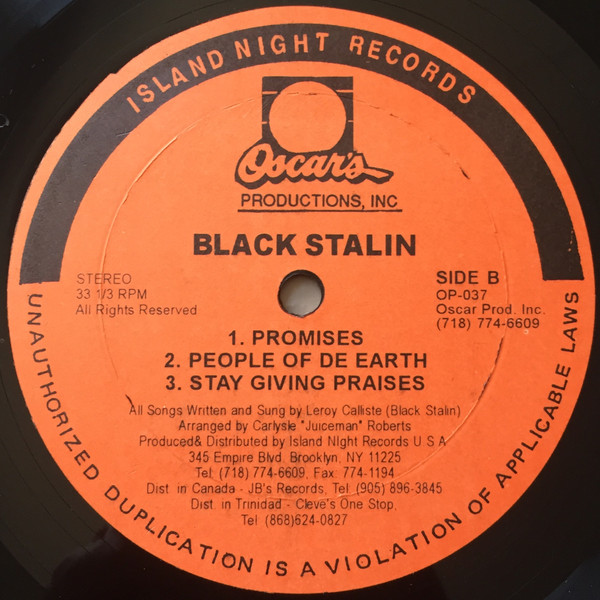 ISLAND NIGHT RECORDS
Oscar's
PRODUCTIONS, INC
BLACK STALIN
STEREO
33 1/3 RPM
All Rights Reserved
SIDE B
OP-037
Oscar Prod. Inc.
(718) 774-6609
1. PROMISES
2. PEOPLE OF DE EARTH
3. STAY GIVING PRAISES
All Songs Written and Sung by Leroy Calliste (Black Stalin)
Arranged by Carlysle "Juiceman" Roberts
Produced& Distributed by Island NIght Records U S A
345 Empire Blvd. Brooklyn, NY 11225
Tel: (718) 774-6609, Fax: 774-1194
Dist. in Canada - JB's Records, Tel (905) 896-3845
Dist. in Trinidad - Cleve's One Stop,
Tel (868)624-0827
UNAUTHORIZED DUPLICATION IS A VIOLATION OF APPLICABLE LAWS